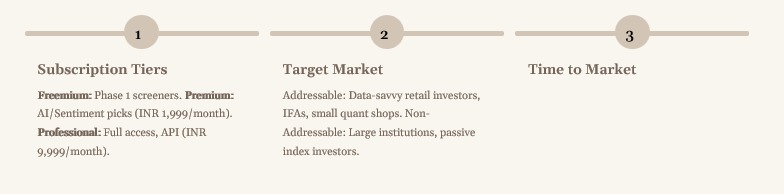 1
Subscription Tiers
Freemium: Phase 1 screeners. Premium:
AI/Sentiment picks (INR 1,999/month).
Professional: Full access, API (INR
9,999/month).
2
Target Market
Addressable: Data-savvy retail investors,
IFAs, small quant shops. Non-
Addressable: Large institutions, passive
index investors.
3
Time to Market